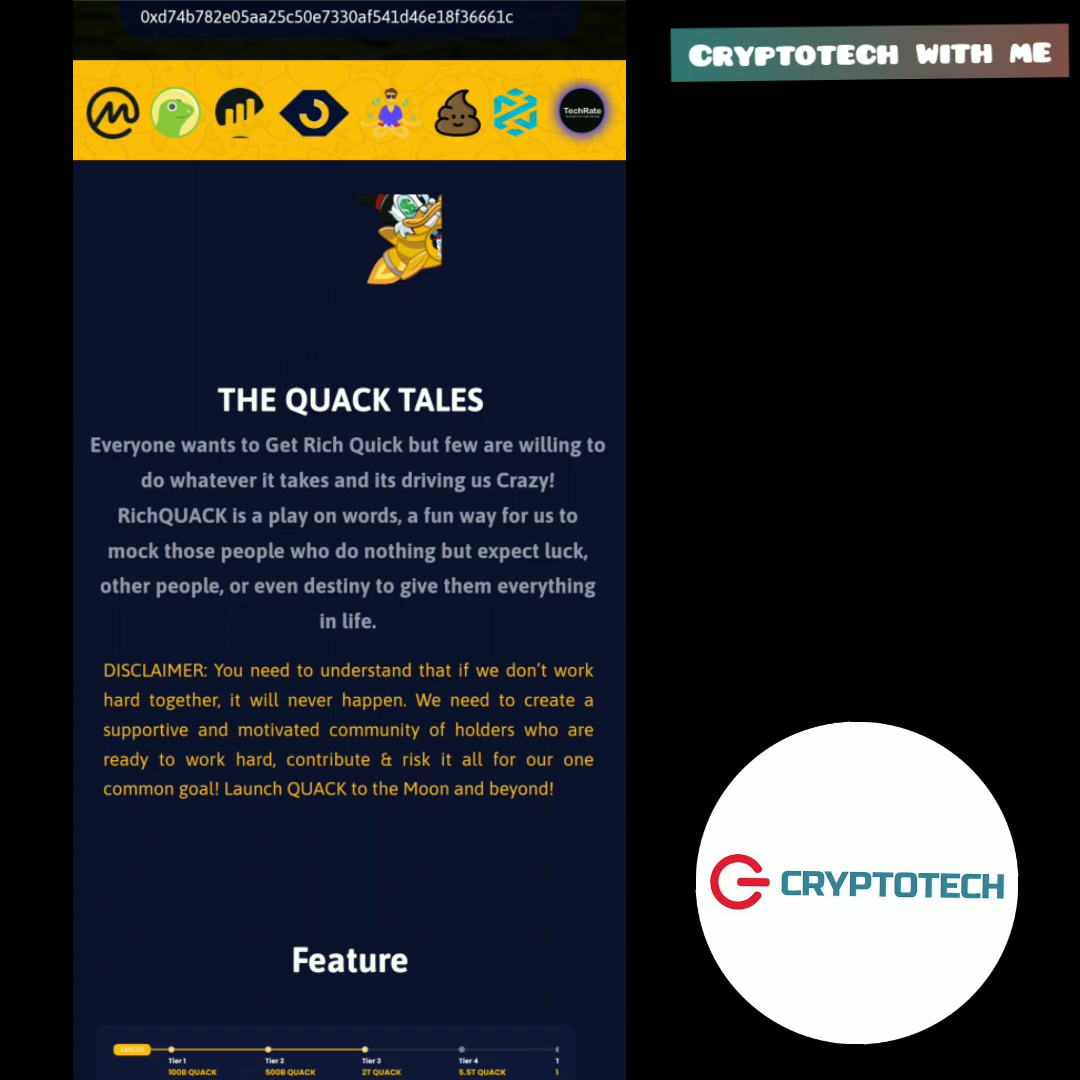 0xd74b782e05aa25c50e7330af541d46e18f36661c
CRYPTOTECH WITH ME
TechRate
THE QUACK TALES
Everyone wants to Get Rich Quick but few are willing to
do whatever it takes and its driving us Crazy!
RichQUACK is a play on words, a fun way for us to
mock those people who do nothing but expect luck,
other people, or even destiny to give them everything
in life.
DISCLAIMER: You need to understand that if we don’t work
hard together, it will never happen. We need to create a
supportive and motivated community of holders who are
ready to work hard, contribute & risk it all for our one
common goal! Launch QUACK to the Moon and beyond!
CRYPTOTECH
Feature
Tier 1 Tier 2 Tier 3 Tier 4
100B QUACK 500B QUACK 2T QUACK 5.5T QUACK